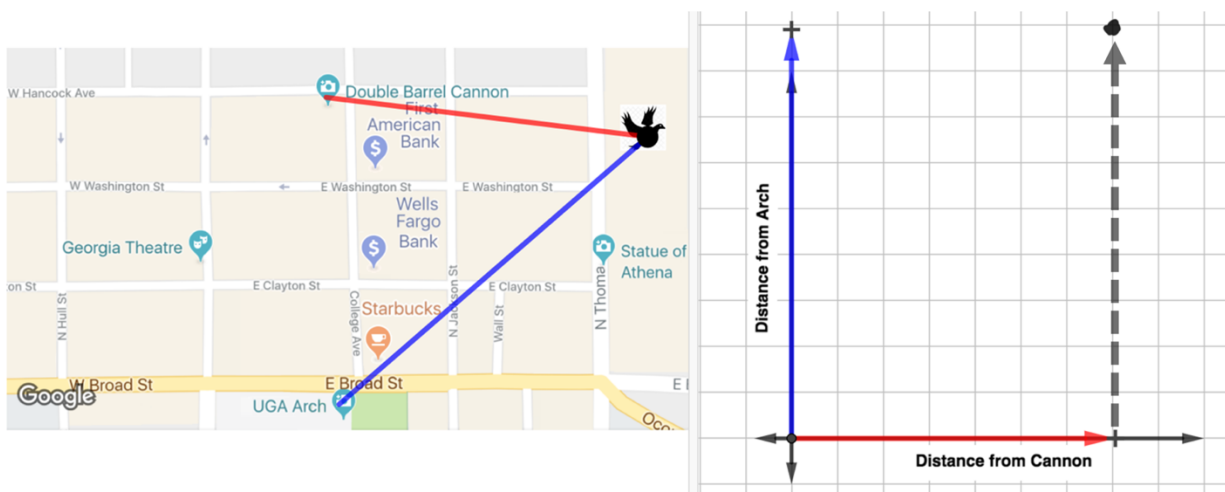 W Hancock Ave
Double Barrel Cannon
First
American
Bank
$
W Washington St
E Washington St
E Washington St
Wells
Fargo
Bank
$
Georgia Theatre
Statue of
Athena
on St
E Clayton St
E Clayton St
N Hull St
College Ave
N Jackson St
Wall St
N Thoma
Starbucks
W Broad St
E Broad St
E
Google
UGA Arch
Oco
Distance from Arch
Distance from Cannon